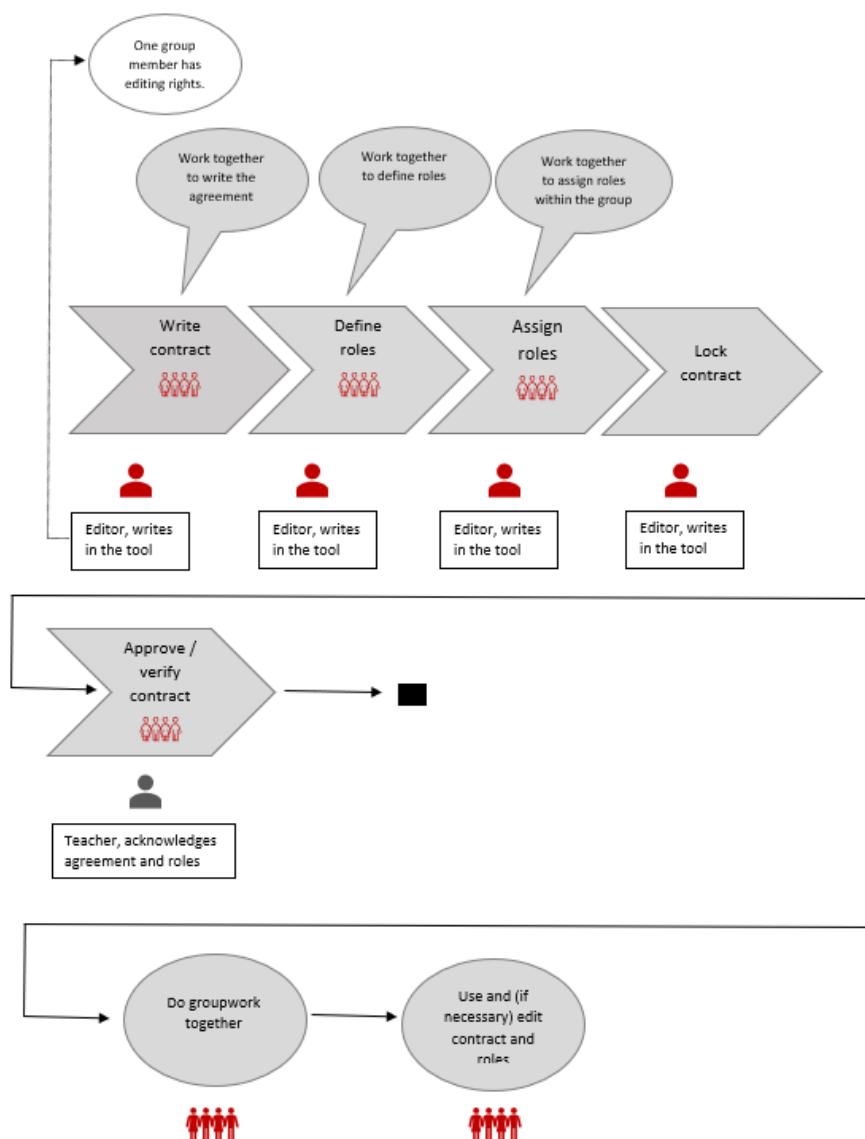 One group
member has
editing rights.
Work together
to write the
agreement
Work together
to define roles
Work together
to assign roles
within the group
Write
contract
Define
roles
Assign
roles
Lock
contract
Editor, writes
in the tool
Editor, writes
in the tool
Editor, writes
in the tool
Editor, writes
in the tool
Approve /
verify
contract
Teacher, acknowledges
agreement and roles
Do groupwork
together
Use and (if
necessary) edit
contract and
roles